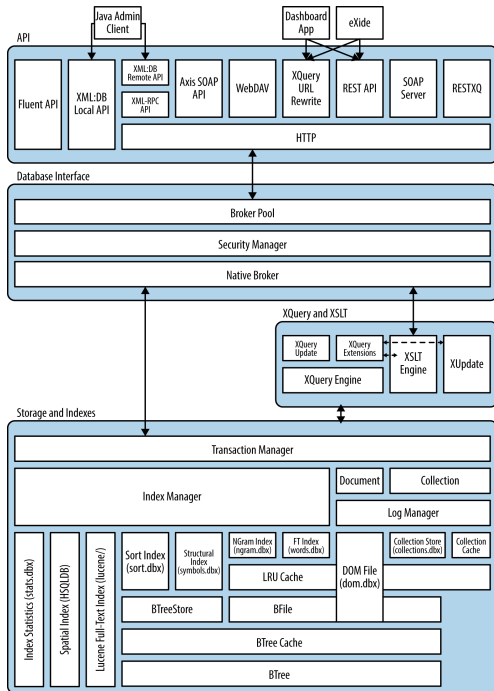 Java Admin
Client
Dashboard
App
eXide
API
Fluent API
XML:DB
Local API
XML:DB
Remote API
XML-RPC
API
Axis SOAP
API
WebDAV
XQuery
URL
Rewrite
REST API
SOAP
Server
RESTXQ
HTTP
Database Interface
Broker Pool
Security Manager
Native Broker
XQuery and XSLT
XQuery
Update
XQuery
Extensions
XSLT
Engine
XUpdate
XQuery Engine
Storage and Indexes
Transaction Manager
Index Manager
Document
Collection
Log Manager
Index Statistics (stats.dbx)
Spatial Index (HSQLDB)
Lucene Full-Text Index (lucene/)
Sort Index
(sort.dbx)
Structural
Index
(symbols.dbx)
NGram Index
(ngram.dbx)
FT Index
(words.dbx)
DOM File
(dom.dbx)
Collection Store
(collections.dbx)
Collection
Cache
LRU Cache
BTreeStore
BFile
BTree Cache
BTree